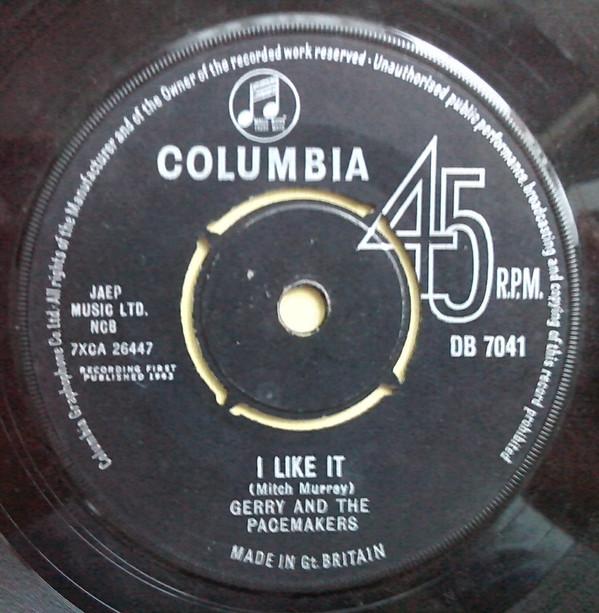 Columbia Graphophone Co. Ltd · All rights of the Manufacturer and of the Owner of the recorded work reserved · Unauthorised public performance, broadcasting and copying of this record prohibited
COLUMBIA
45
R.P.M.
JAEP
MUSIC LTD.
NCB
7XCA 26447
RECORDING FIRST
PUBLISHED 1963
DB 7041
I LIKE IT
(Mitch Murray)
GERRY AND THE
PACEMAKERS
MADE IN Gt. BRITAIN